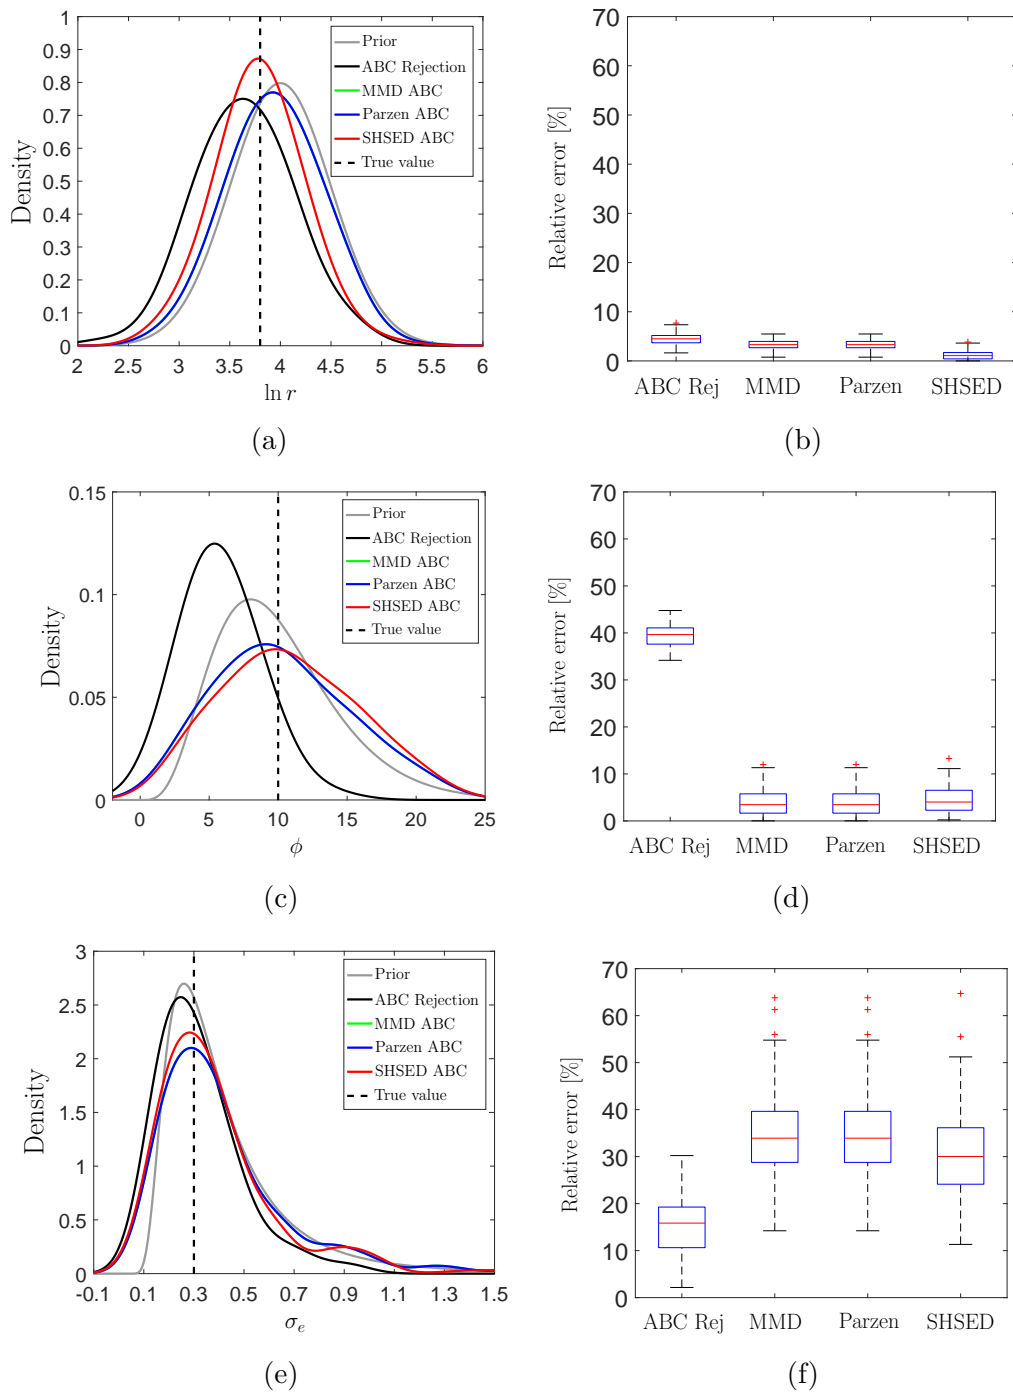 1
0.9
0.8
0.7
0.6
0.5
0.4
0.3
0.2
0.1
0
Density
2 2.5 3 3.5 4 4.5 5 5.5 6
ln r
Prior
ABC Rejection
MMD ABC
Parzen ABC
SHSED ABC
True value
(a)
70
60
50
40
30
20
10
0
Relative error [%]
ABC Rej MMD Parzen SHSED
(b)
0.15
0.1
0.05
0
Density
0 5 10 15 20 25
ϕ
Prior
ABC Rejection
MMD ABC
Parzen ABC
SHSED ABC
True value
(c)
70
60
50
40
30
20
10
0
Relative error [%]
ABC Rej MMD Parzen SHSED
(d)
3
2.5
2
1.5
1
0.5
0
Density
-0.1 0.1 0.3 0.5 0.7 0.9 1.1 1.3 1.5
σe
Prior
ABC Rejection
MMD ABC
Parzen ABC
SHSED ABC
True value
(e)
70
60
50
40
30
20
10
0
Relative error [%]
ABC Rej MMD Parzen SHSED
(f)